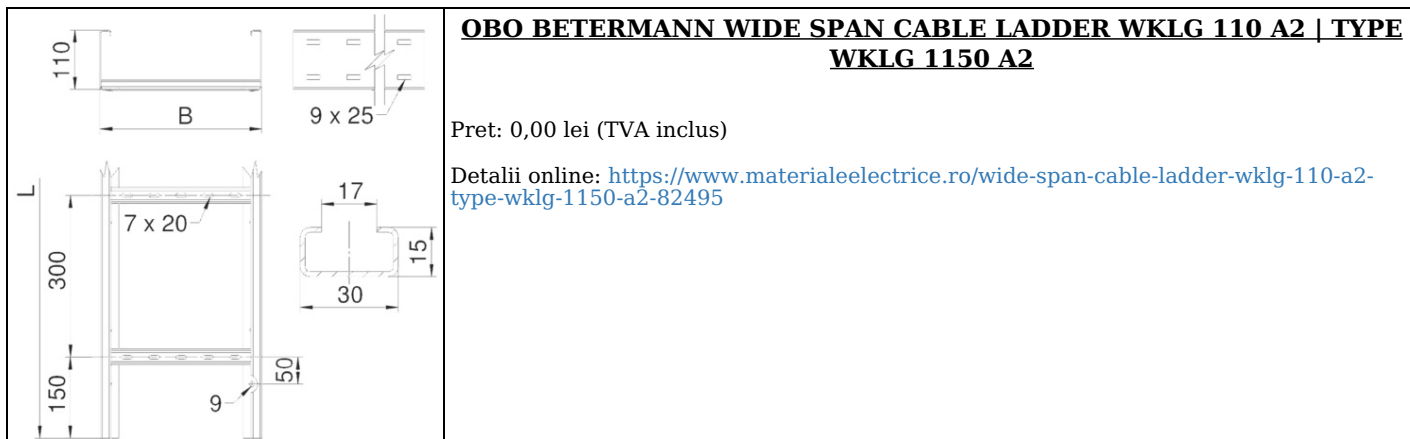 110
B
9 x 25
L
7 x 20
300
17
15
30
150
50
9
OBO BETERMANN WIDE SPAN CABLE LADDER WKLG 110 A2 | TYPE
WKLG 1150 A2
Pret: 0,00 lei (TVA inclus)
Detalii online: https://www.materialeelectrice.ro/wide-span-cable-ladder-wklg-110-a2-
type-wklg-1150-a2-82495